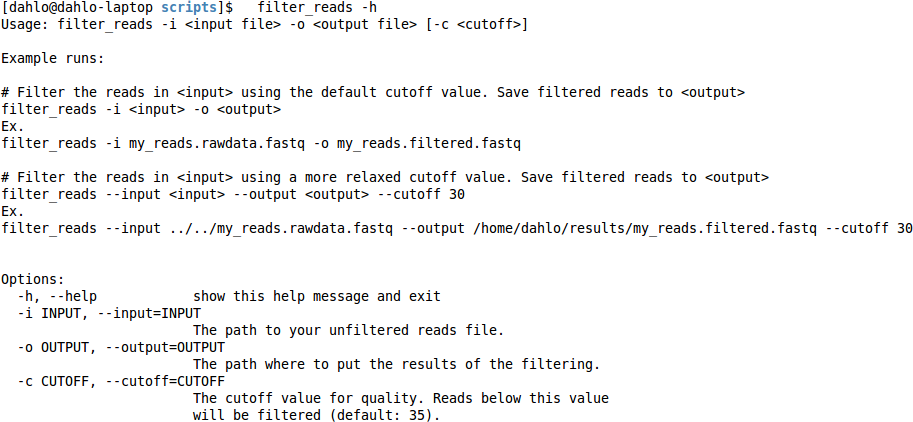 [dahlo@dahlo-laptop scripts]$   filter_reads -h
Usage: filter_reads -i <input file> -o <output file> [-c <cutoff>]

Example runs:

# Filter the reads in <input> using the default cutoff value. Save filtered reads to <output>
filter_reads -i <input> -o <output>
Ex.
filter_reads -i my_reads.rawdata.fastq -o my_reads.filtered.fastq

# Filter the reads in <input> using a more relaxed cutoff value. Save filtered reads to <output>
filter_reads --input <input> --output <output> --cutoff 30
Ex.
filter_reads --input ../../my_reads.rawdata.fastq --output /home/dahlo/results/my_reads.filtered.fastq --cutoff 30


Options:
  -h, --help            show this help message and exit
  -i INPUT, --input=INPUT
                        The path to your unfiltered reads file.
  -o OUTPUT, --output=OUTPUT
                        The path where to put the results of the filtering.
  -c CUTOFF, --cutoff=CUTOFF
                        The cutoff value for quality. Reads below this value
                        will be filtered (default: 35).